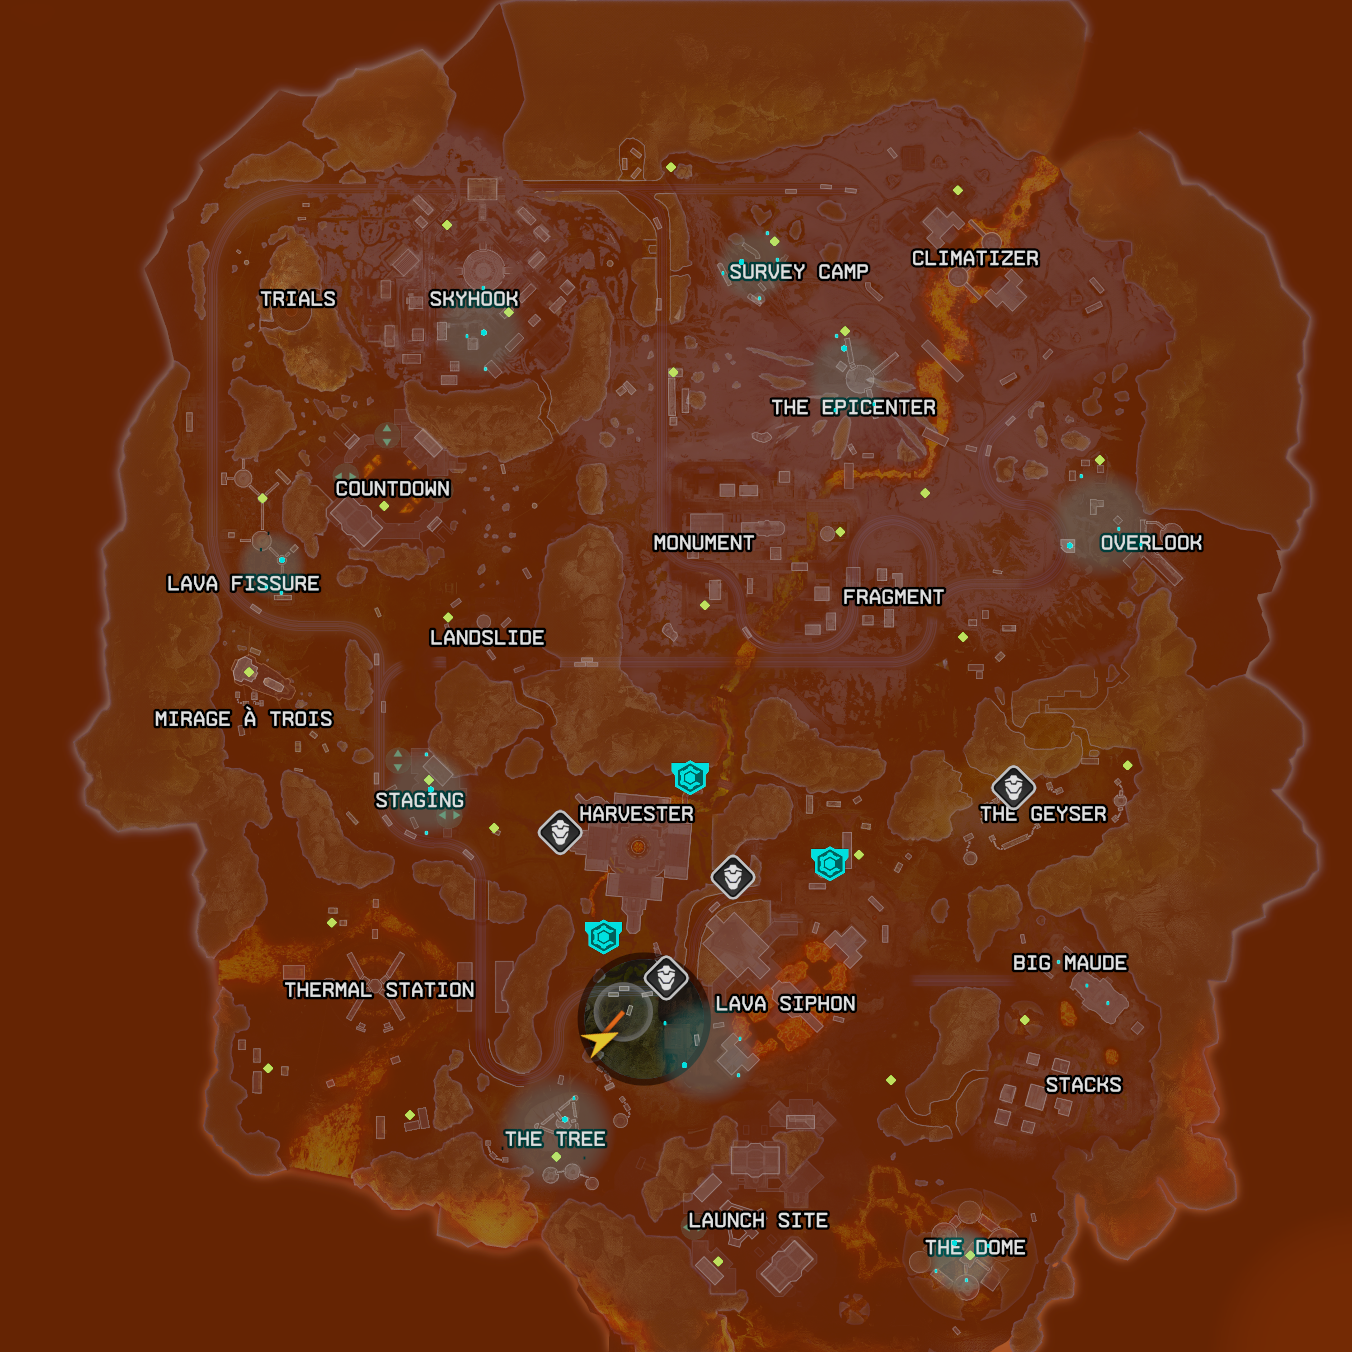 CLIMATIZER
SURVEY CAMP
TRIALS
SKYHOOK
THE EPICENTER
COUNTDOWN
MONUMENT
OVERLOOK
LAVA FISSURE
FRAGMENT
LANDSLIDE
MIRAGE À TROIS
STAGING
HARVESTER
THE GEYSER
BIG MAUDE
THERMAL STATION
LAVA SIPHON
STACKS
THE TREE
LAUNCH SITE
THE DOME